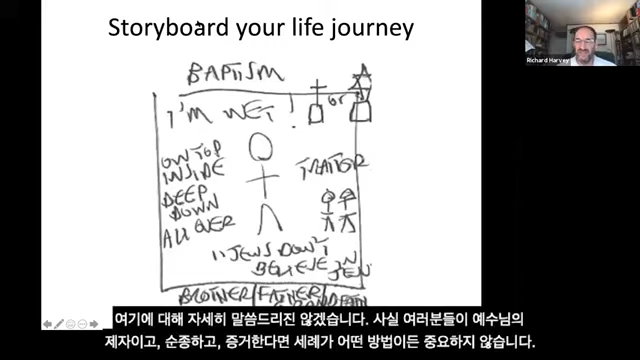 Storyboard your life journey
Richard Harvey
BAPTISM
I'M WET!
or
ON TOP
INSIDE
DEEP
DOWN
ALL OVER
TRAITOR
"JEWS DON'T
BELIEVE IN
BROTHER FATHER
여기에 대해 자세히 말씀드리진 않겠습니다. 사실 여러분들이 예수님의
제자이고, 순종하고, 증거한다면 세례가 어떤 방법이든 중요하지 않습니다.